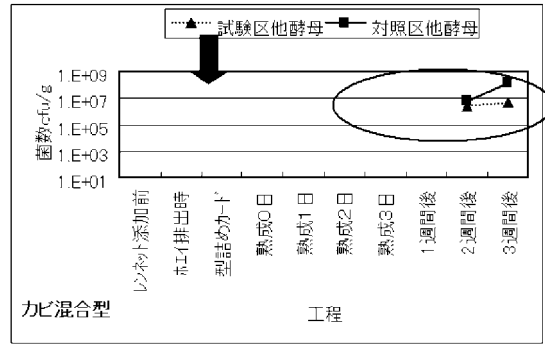 試験区他酵母 対照区他酵母
1.E+09
1.E+07
1.E+05
1.E+03
1.E+01
菌数cfu/g
レンネット添加前
ホエイ排出時
型詰めカード
熟成0日
熟成1日
熟成2日
熟成3日
1週間後
2週間後
3週間後
カビ混合型
工程